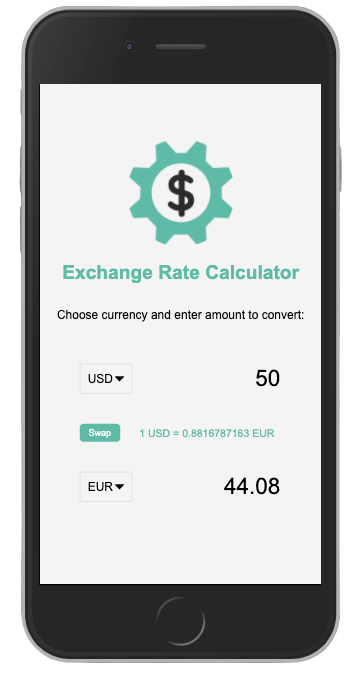 $
Exchange Rate Calculator
Choose currency and enter amount to convert:
USD 50
Swap 1 USD = 0.8816787163 EUR
EUR 44.08